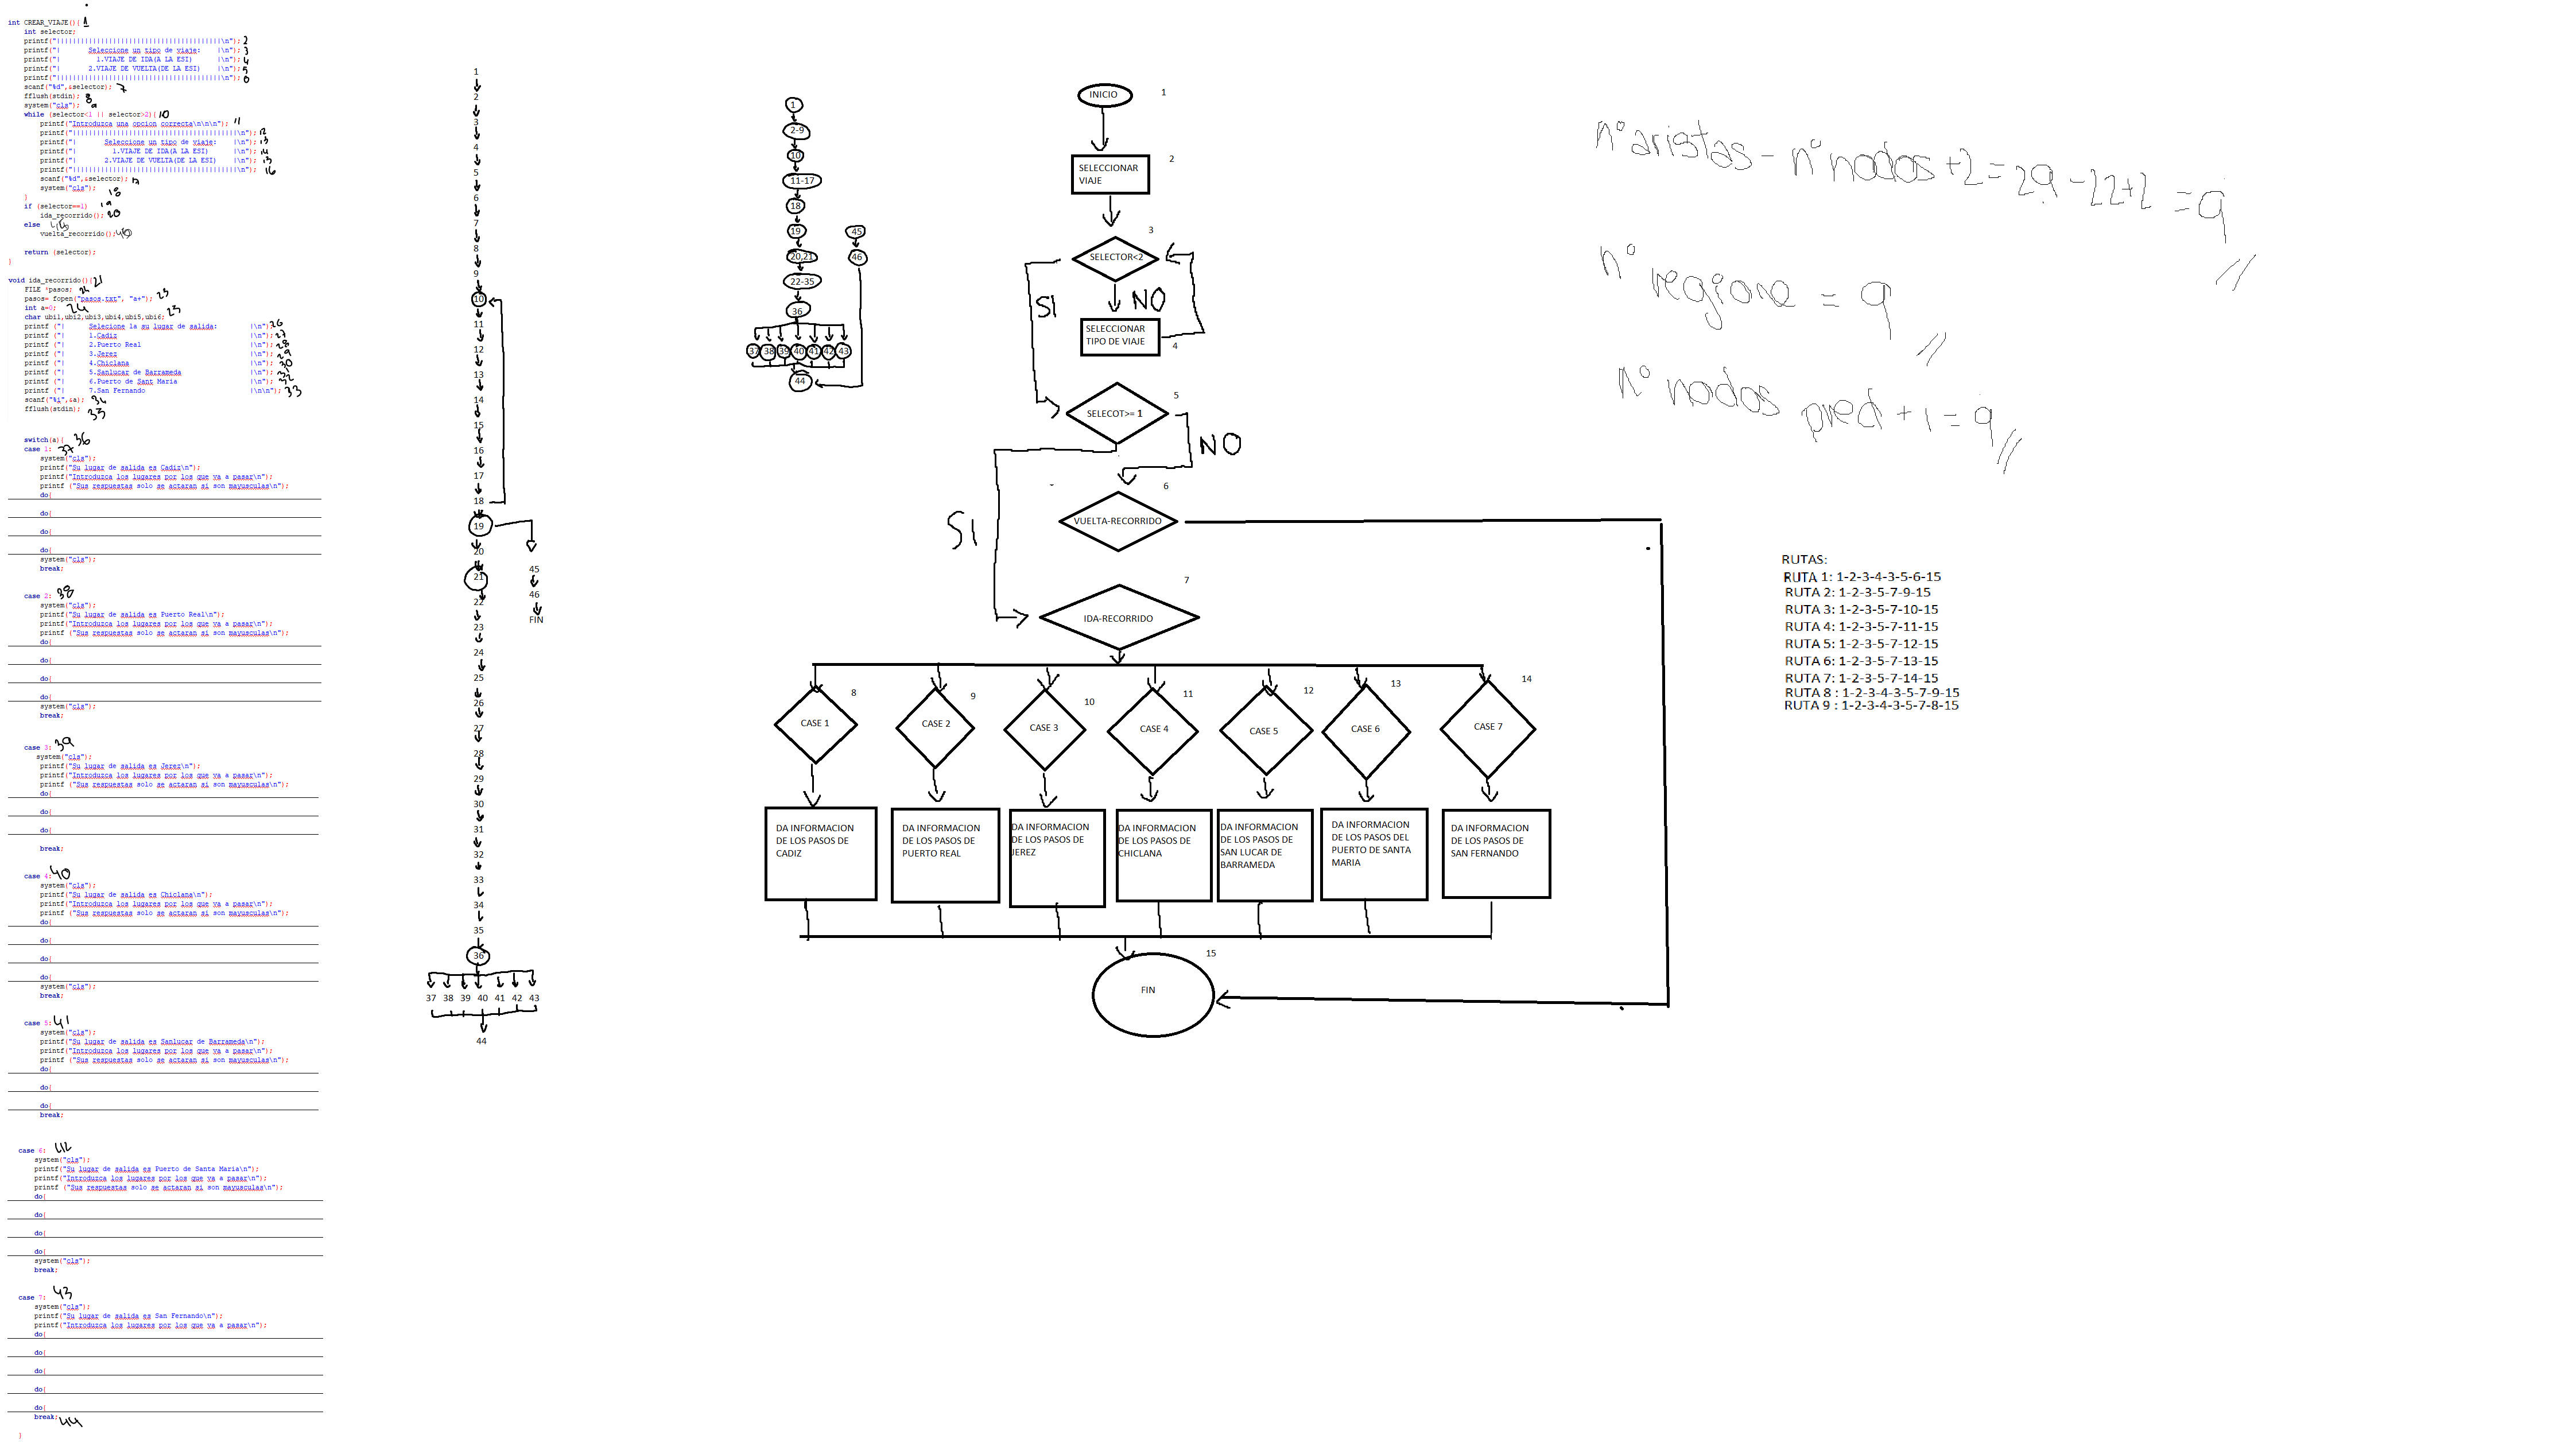 int CREAR_VIAJE(){ 1
int selector;
printf("||||||||||||||||||||||||||||||||||||||||\n"); 2
printf("|       Seleccione un tipo de viaje:    |\n"); 3
printf("|         1.VIAJE DE IDA(A LA ESI)      |\n"); 4
printf("|       2.VIAJE DE VUELTA(DE LA ESI)    |\n"); 5
printf("||||||||||||||||||||||||||||||||||||||||\n"); 6
scanf("%d",&selector); 7
fflush(stdin); 8
system("cls"); 9
while (selector<1 || selector>2){ 10
printf("Introduzca una opcion correcta\n\n\n"); 11
printf("||||||||||||||||||||||||||||||||||||||||\n"); 12
printf("|       Seleccione un tipo de viaje:    |\n"); 13
printf("|         1.VIAJE DE IDA(A LA ESI)      |\n"); 14
printf("|       2.VIAJE DE VUELTA(DE LA ESI)    |\n"); 15
printf("||||||||||||||||||||||||||||||||||||||||\n"); 16
scanf("%d",&selector); 17
system("cls"); 18
}
if (selector==1) 19
ida_recorrido(); 20
else 45
vuelta_recorrido(); 46
return (selector);
}
void ida_recorrido(){ 21
FILE *pasos; 22
pasos= fopen("pasos.txt", "a+"); 23
int a=0; 24
char ubi1,ubi2,ubi3,ubi4,ubi5,ubi6; 25
printf ("|      Selecione la su lugar de salida:        |\n"); 26
printf ("|      1.Cadiz                                 |\n"); 27
printf ("|      2.Puerto Real                           |\n"); 28
printf ("|      3.Jerez                                 |\n"); 29
printf ("|      4.Chiclana                              |\n"); 30
printf ("|      5.Sanlucar de Barrameda                 |\n"); 31
printf ("|      6.Puerto de Sant Maria                  |\n"); 32
printf ("|      7.San Fernando                          |\n\n"); 33
scanf("%i",&a); 34
fflush(stdin); 35
switch(a){ 36
case 1: 37
system("cls");
printf("Su lugar de salida es Cadiz\n");
printf("Introduzca los lugares por los que va a pasar\n");
printf ("Sus respuestas solo se actaran si son mayusculas\n");
do{
do{
do{
do{
system("cls");
break;
case 2: 38
system("cls");
printf("Su lugar de salida es Puerto Real\n");
printf("Introduzca los lugares por los que va a pasar\n");
printf ("Sus respuestas solo se actaran si son mayusculas\n");
do{
do{
do{
do{
system("cls");
break;
case 3: 39
system("cls");
printf("Su lugar de salida es Jerez\n");
printf("Introduzca los lugares por los que va a pasar\n");
printf ("Sus respuestas solo se actaran si son mayusculas\n");
do{
do{
do{
break;
case 4: 40
system("cls");
printf("Su lugar de salida es Chiclana\n");
printf("Introduzca los lugares por los que va a pasar\n");
printf ("Sus respuestas solo se actaran si son mayusculas\n");
do{
do{
do{
do{
system("cls");
break;
case 5: 41
system("cls");
printf("Su lugar de salida es Sanlucar de Barrameda\n");
printf("Introduzca los lugares por los que va a pasar\n");
printf ("Sus respuestas solo se actaran si son mayusculas\n");
do{
do{
do{
break;
case 6: 42
system("cls");
printf("Su lugar de salida es Puerto de Santa Maria\n");
printf("Introduzca los lugares por los que va a pasar\n");
printf ("Sus respuestas solo se actaran si son mayusculas\n");
do{
do{
do{
do{
system("cls");
break;
case 7: 43
system("cls");
printf("Su lugar de salida es San Fernando\n");
printf("Introduzca los lugares por los que va a pasar\n");
do{
do{
do{
do{
do{
break; 44
}
1
2
3
4
5
6
7
8
9
10
11
12
13
14
15
16
17
18
19
20
21
22
23
24
25
26
27
28
29
30
31
32
33
34
35
36
37 38 39 40 41 42 43
44
45
46
FIN
1
2-9
10
11-17
18
19
20,21
22-35
36
37 38 39 40 41 42 43
44
45
46
INICIO 1
SELECCIONAR VIAJE 2
SELECTOR<2 3
SI
NO
SELECCIONAR TIPO DE VIAJE 4
SELECOT>= 1 5
NO
SI
VUELTA-RECORRIDO 6
IDA-RECORRIDO 7
CASE 1 8
CASE 2 9
CASE 3 10
CASE 4 11
CASE 5 12
CASE 6 13
CASE 7 14
DA INFORMACION DE LOS PASOS DE CADIZ
DA INFORMACION DE LOS PASOS DE PUERTO REAL
DA INFORMACION DE LOS PASOS DE JEREZ
DA INFORMACION DE LOS PASOS DE CHICLANA
DA INFORMACION DE LOS PASOS DE SAN LUCAR DE BARRAMEDA
DA INFORMACION DE LOS PASOS DEL PUERTO DE SANTA MARIA
DA INFORMACION DE LOS PASOS DE SAN FERNANDO
FIN 15
nº aristas - nº nodos + 2 = 29 - 22 + 2 = 9
nº regione = 9
nº nodos pred + 1 = 9
RUTAS:
RUTA 1: 1-2-3-4-3-5-6-15
RUTA 2: 1-2-3-5-7-9-15
RUTA 3: 1-2-3-5-7-10-15
RUTA 4: 1-2-3-5-7-11-15
RUTA 5: 1-2-3-5-7-12-15
RUTA 6: 1-2-3-5-7-13-15
RUTA 7: 1-2-3-5-7-14-15
RUTA 8 : 1-2-3-4-3-5-7-9-15
RUTA 9 : 1-2-3-4-3-5-7-8-15